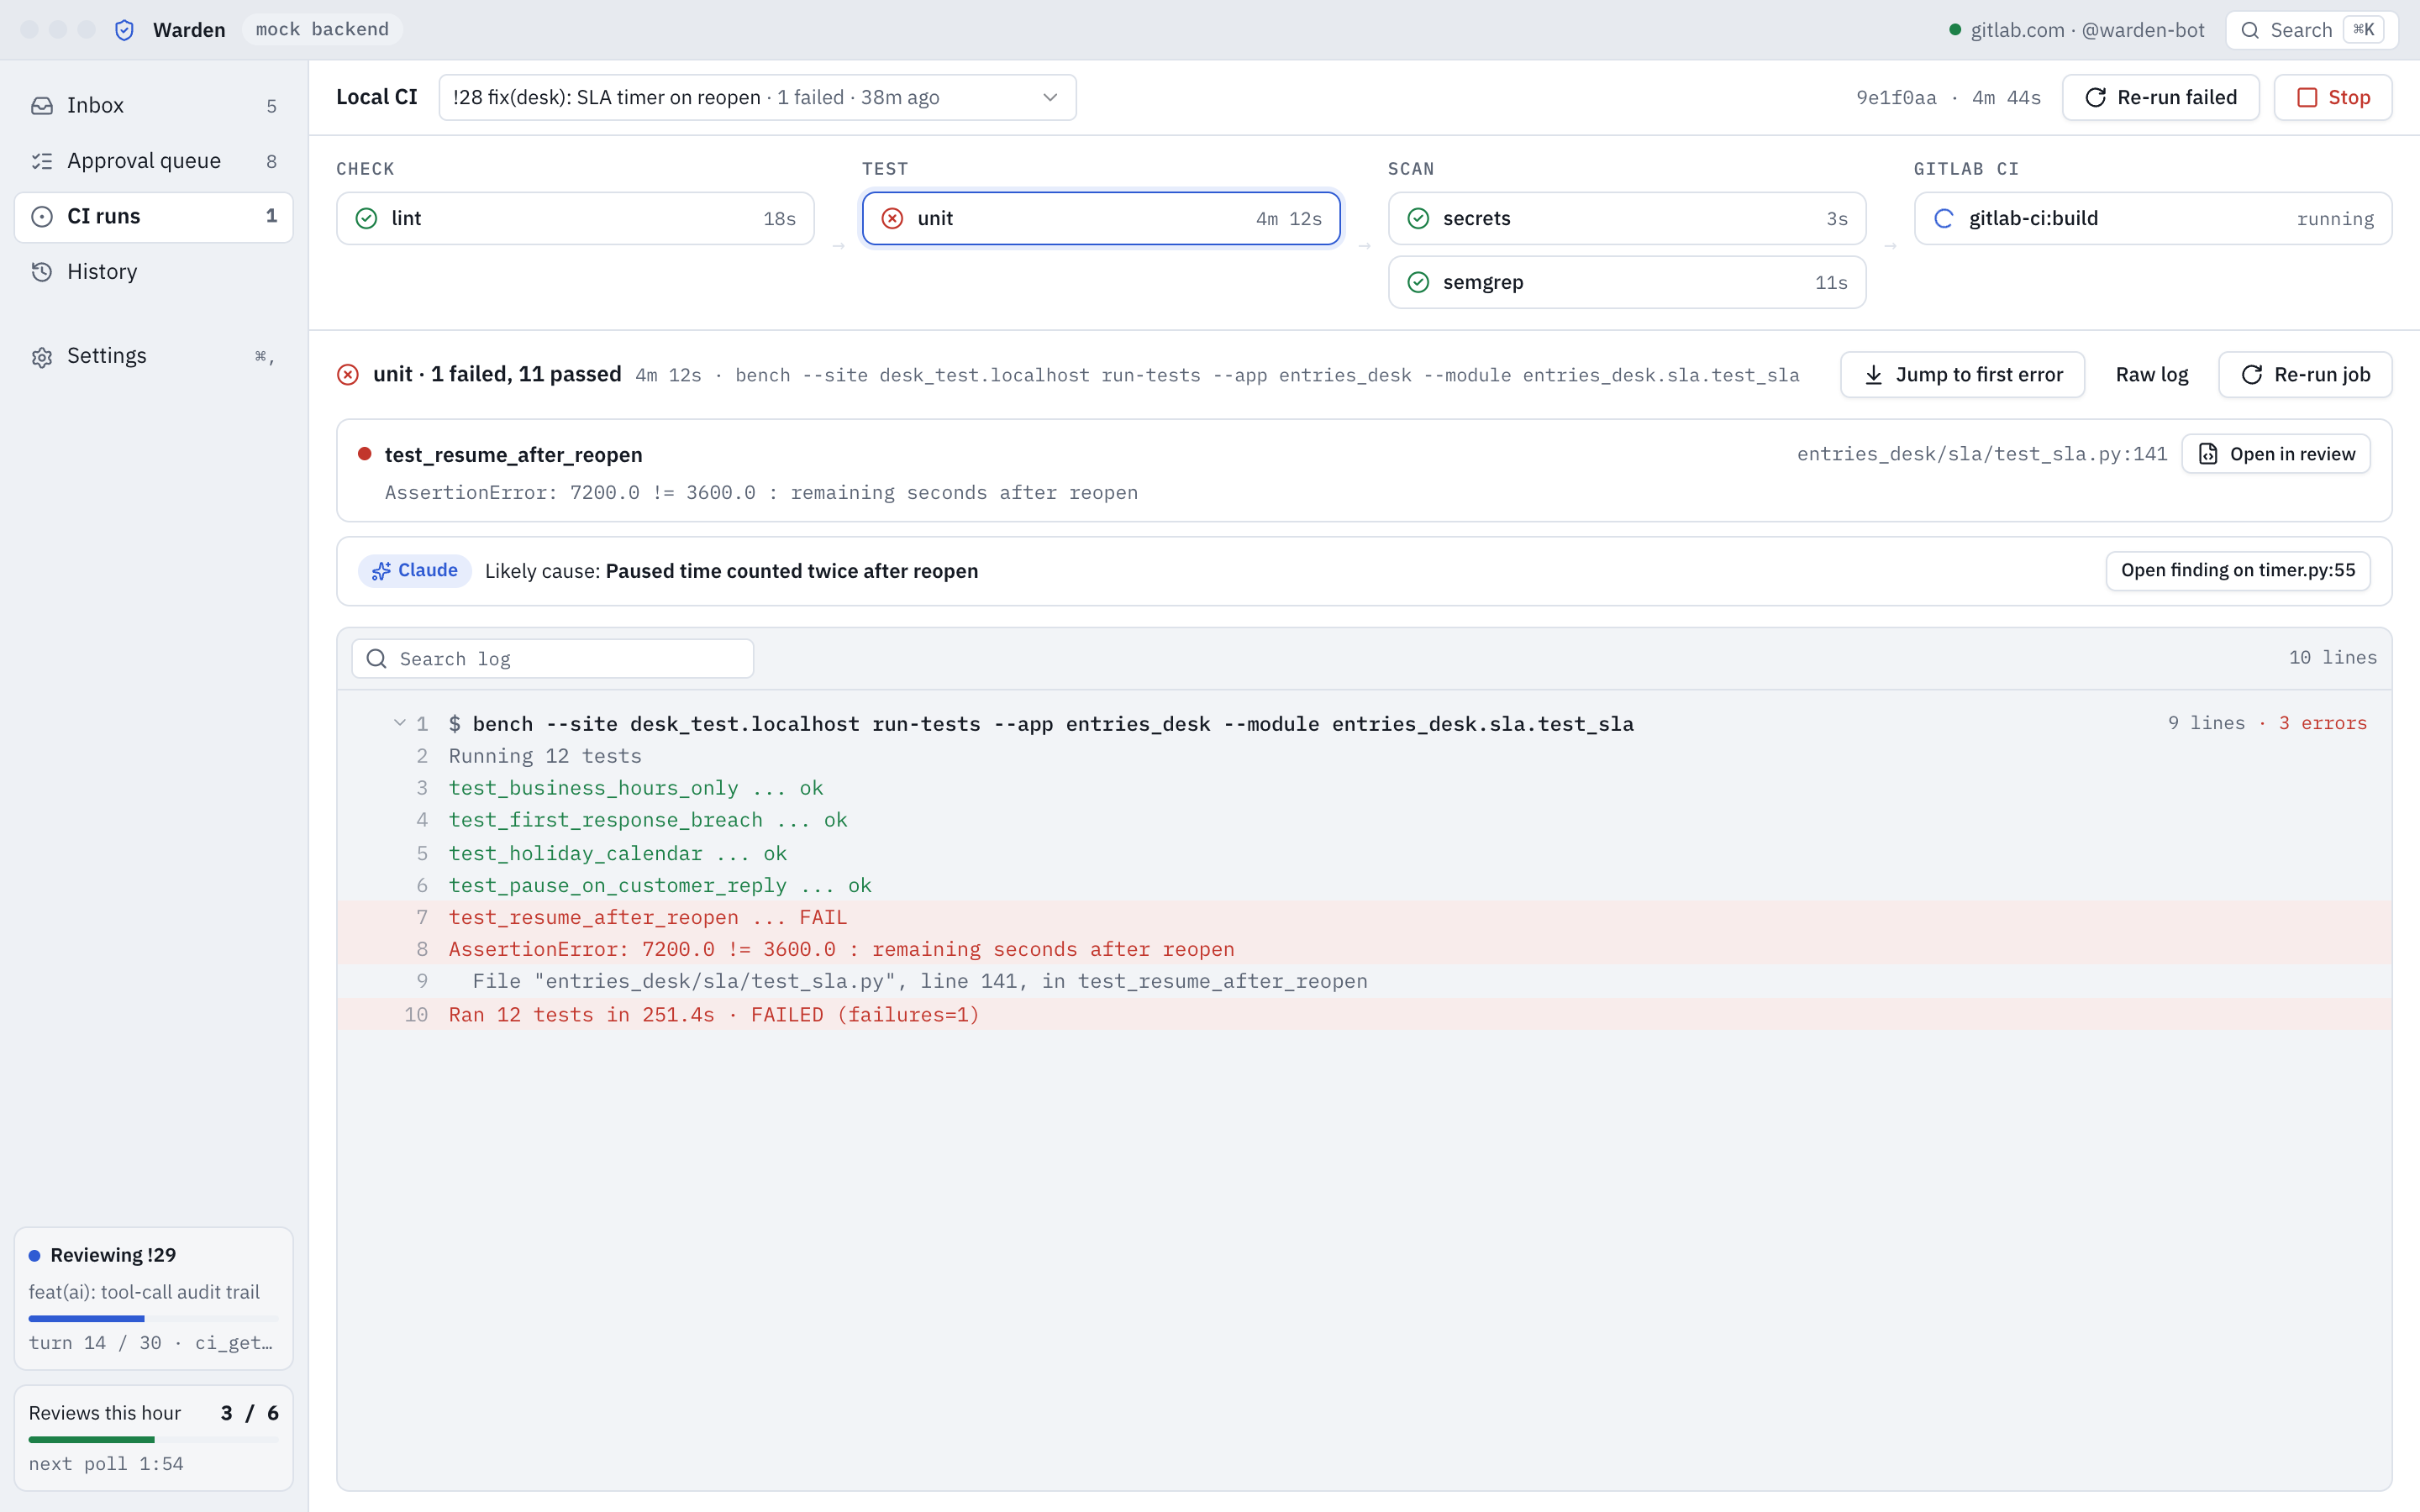 Warden mock backend
gitlab.com · @warden-bot
Search ⌘K
Inbox 5
Approval queue 8
CI runs 1
History
Settings ⌘,
Reviewing !29
feat(ai): tool-call audit trail
turn 14 / 30 · ci_get…
Reviews this hour 3 / 6
next poll 1:54
Local CI
!28 fix(desk): SLA timer on reopen · 1 failed · 38m ago
9e1f0aa · 4m 44s
Re-run failed
Stop
CHECK
lint 18s
→
TEST
unit 4m 12s
→
SCAN
secrets 3s
semgrep 11s
→
GITLAB CI
gitlab-ci:build running
unit · 1 failed, 11 passed 4m 12s · bench --site desk_test.localhost run-tests --app entries_desk --module entries_desk.sla.test_sla
Jump to first error
Raw log
Re-run job
test_resume_after_reopen
entries_desk/sla/test_sla.py:141
Open in review
AssertionError: 7200.0 != 3600.0 : remaining seconds after reopen
Claude Likely cause: Paused time counted twice after reopen
Open finding on timer.py:55
Search log
10 lines
1 $ bench --site desk_test.localhost run-tests --app entries_desk --module entries_desk.sla.test_sla 9 lines · 3 errors
2 Running 12 tests
3 test_business_hours_only ... ok
4 test_first_response_breach ... ok
5 test_holiday_calendar ... ok
6 test_pause_on_customer_reply ... ok
7 test_resume_after_reopen ... FAIL
8 AssertionError: 7200.0 != 3600.0 : remaining seconds after reopen
9 File "entries_desk/sla/test_sla.py", line 141, in test_resume_after_reopen
10 Ran 12 tests in 251.4s · FAILED (failures=1)